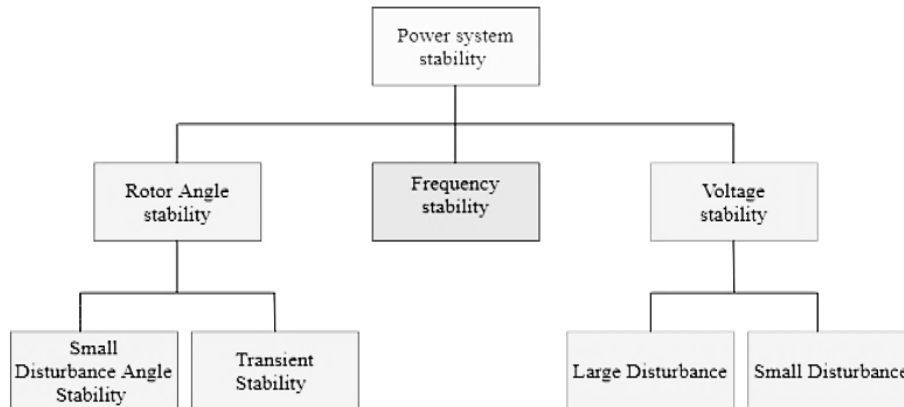 Power system
stability
Rotor Angle
stability
Frequency
stability
Voltage
stability
Small
Disturbance Angle
Stability
Transient
Stability
Large Disturbance
Small Disturbance